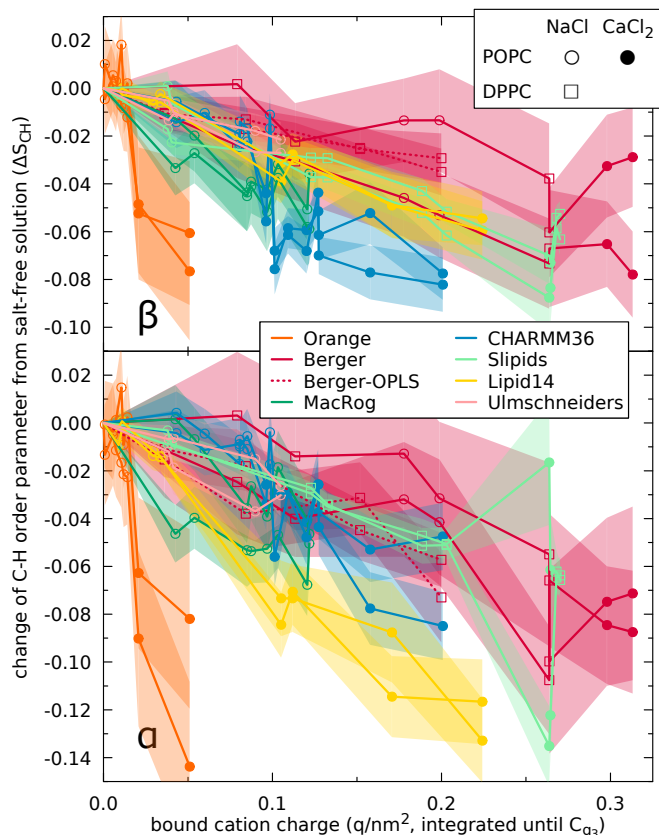 NaCl CaCl2
POPC
DPPC
0.02
0.00
-0.02
-0.04
-0.06
-0.08
-0.10
β
Orange
Berger
Berger-OPLS
MacRog
CHARMM36
Slipids
Lipid14
Ulmschneiders
change of C-H order parameter from salt-free solution (ΔSCH)
0.02
0.00
-0.02
-0.04
-0.06
-0.08
-0.10
-0.12
-0.14
α
0.0 0.1 0.2 0.3
bound cation charge (q/nm2, integrated until Cg3)